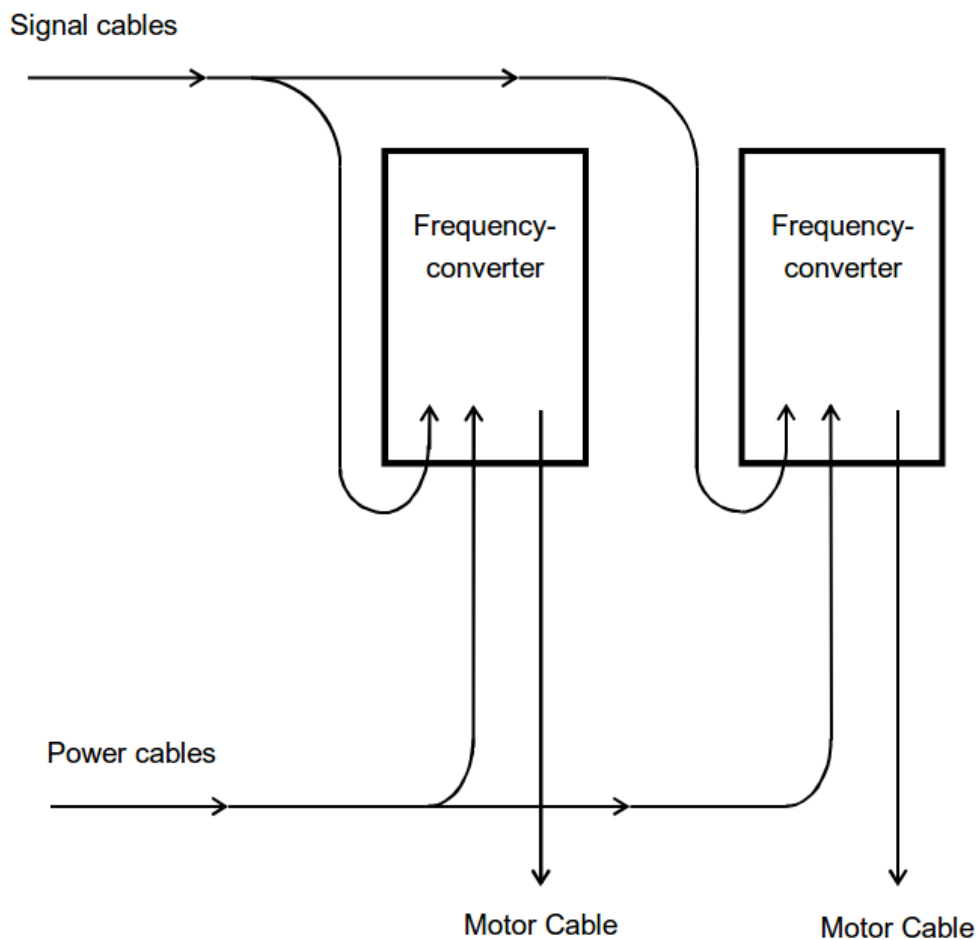 Signal cables
Frequency-
converter
Frequency-
converter
Power cables
Motor Cable
Motor Cable